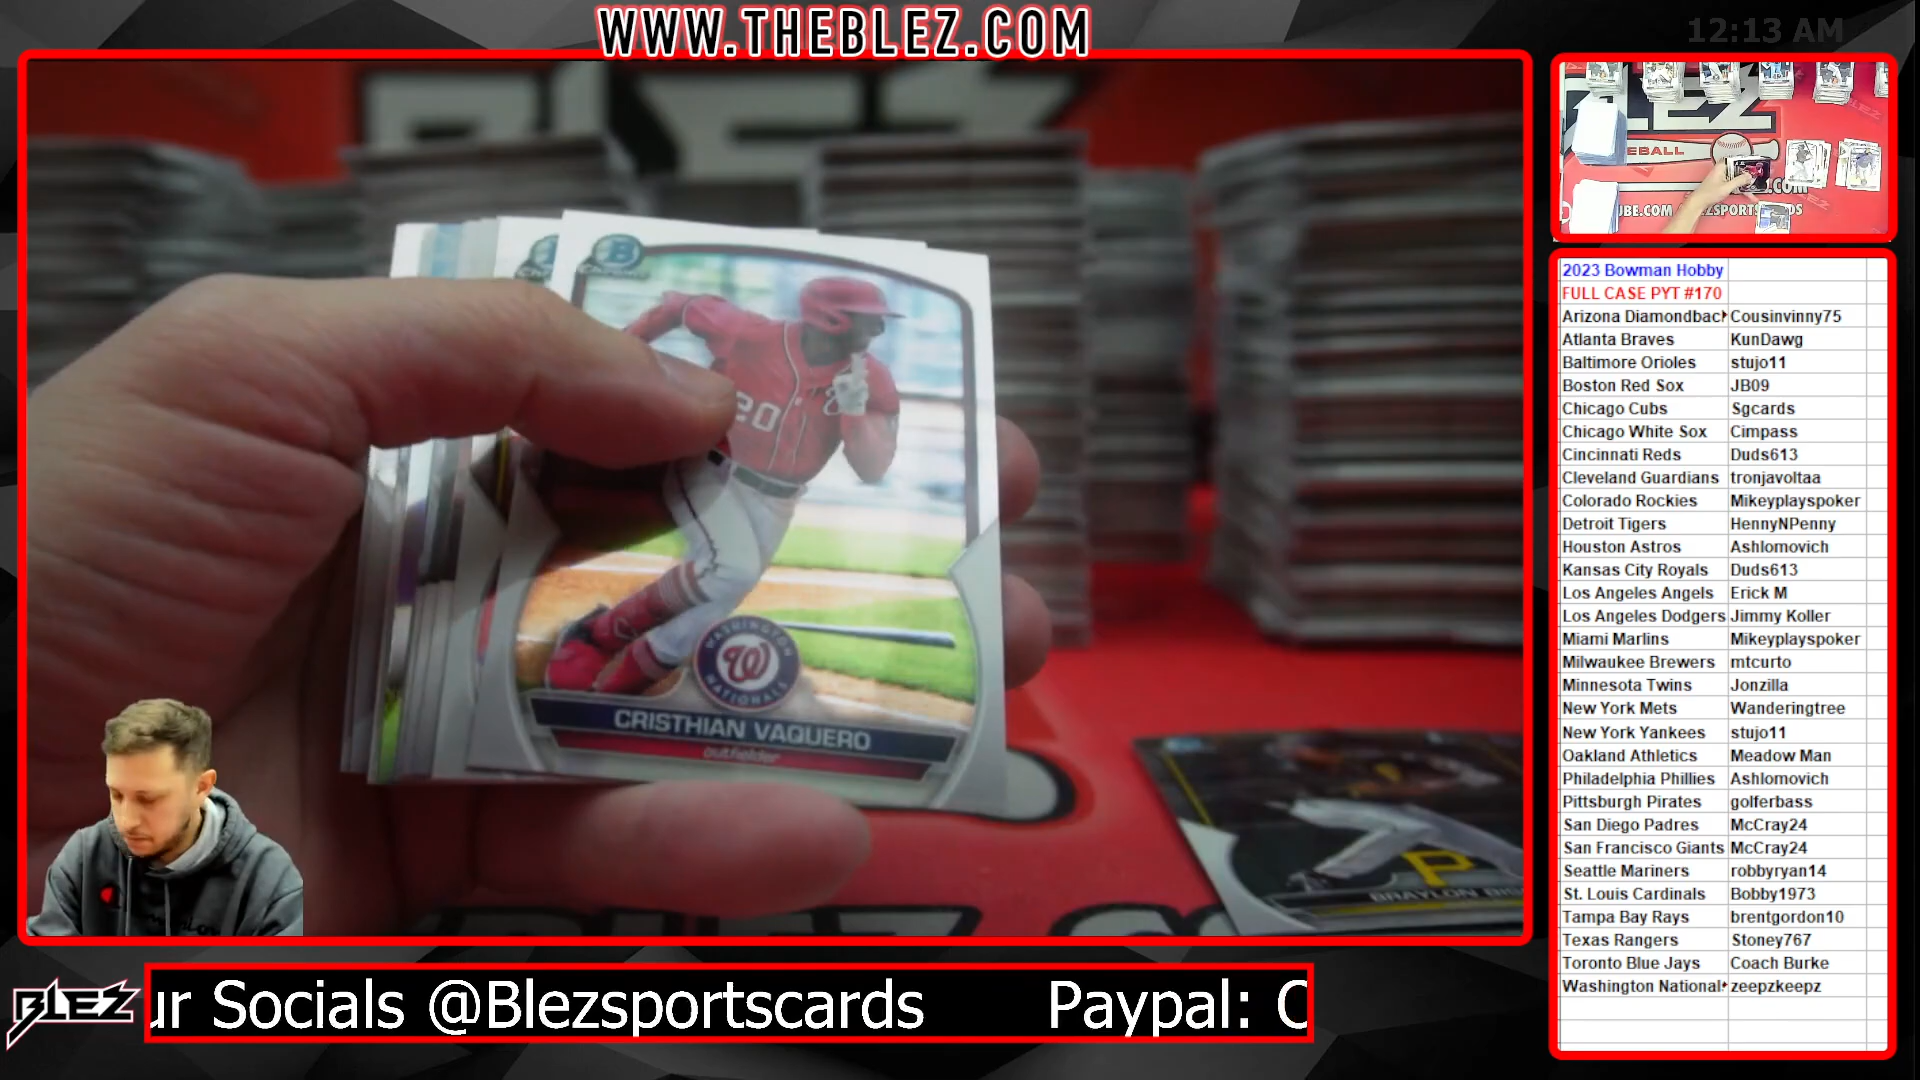 WWW.THEBLEZ.COM
12:13 AM
B
Chrome
20
WASHINGTON
W
NATIONALS
CRISTHIAN VAQUERO
outfielder
P
BLEZ
ur Socials @Blezsportscards Paypal: C
2023 Bowman Hobby
FULL CASE PYT #170
Arizona Diamondbac Cousinvinny75
Atlanta Braves KunDawg
Baltimore Orioles stujo11
Boston Red Sox JB09
Chicago Cubs Sgcards
Chicago White Sox Cimpass
Cincinnati Reds Duds613
Cleveland Guardians tronjavoltaa
Colorado Rockies Mikeyplayspoker
Detroit Tigers HennyNPenny
Houston Astros Ashlomovich
Kansas City Royals Duds613
Los Angeles Angels Erick M
Los Angeles Dodgers Jimmy Koller
Miami Marlins Mikeyplayspoker
Milwaukee Brewers mtcurto
Minnesota Twins Jonzilla
New York Mets Wanderingtree
New York Yankees stujo11
Oakland Athletics Meadow Man
Philadelphia Phillies Ashlomovich
Pittsburgh Pirates golferbass
San Diego Padres McCray24
San Francisco Giants McCray24
Seattle Mariners robbyryan14
St. Louis Cardinals Bobby1973
Tampa Bay Rays brentgordon10
Texas Rangers Stoney767
Toronto Blue Jays Coach Burke
Washington National zeepzkeepz